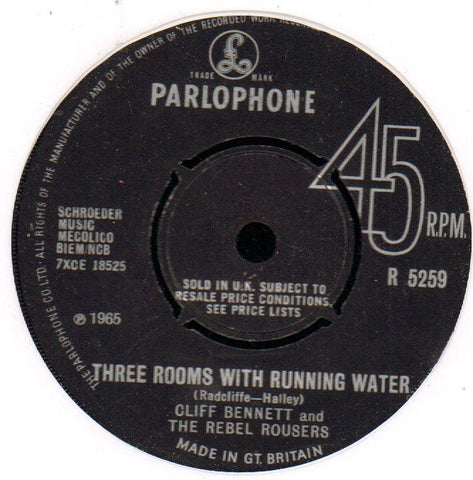 THE PARLOPHONE CO. LTD. ALL RIGHTS OF THE MANUFACTURER AND OF THE OWNER OF THE RECORDED WORK
£
TRADE MARK
PARLOPHONE
45 R.P.M.
SCHROEDER
MUSIC
MECOLICO
BIEM/NCB
7XCE 18525
R 5259
SOLD IN U.K. SUBJECT TO
RESALE PRICE CONDITIONS,
SEE PRICE LISTS
℗ 1965
THREE ROOMS WITH RUNNING WATER
(Radcliffe—Halley)
CLIFF BENNETT and
THE REBEL ROUSERS
MADE IN GT. BRITAIN